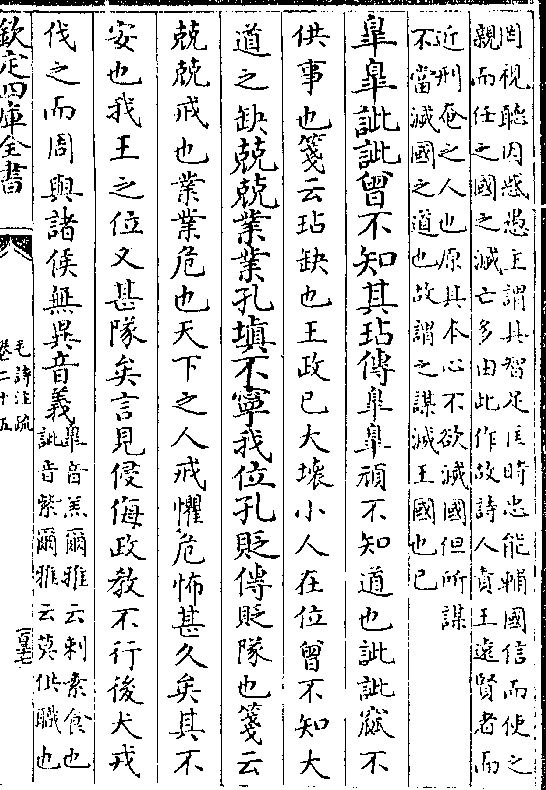 罔視聽因惑愚主謂其智足匡時忠能輔國信而使之
親而任之國之滅亡多由此作故詩人責王遠賢者而
近刑奄之人也原其本心不欲滅國但所謀
不當滅國之道也故謂之謀滅王國也已
臯臯訿訿曾不知其玷傳臯臯頑不知道也訿訿窳不
供事也箋云玷缺也王政已大壞小人在位曾不知大
道之缺兢兢業業孔塡不寧我位孔貶傳貶隊也箋云
兢兢戒也業業危也天下之人戒懼危怖甚久矣其不
安也我王之位又甚隊矣言見侵侮政敎不行後犬戎
伐之而周與諸侯無異音義
臯音羔爾雅云刺素食也
訿音紫爾雅云莫供職也
欽定四庫全書
毛詩注疏
卷二十五